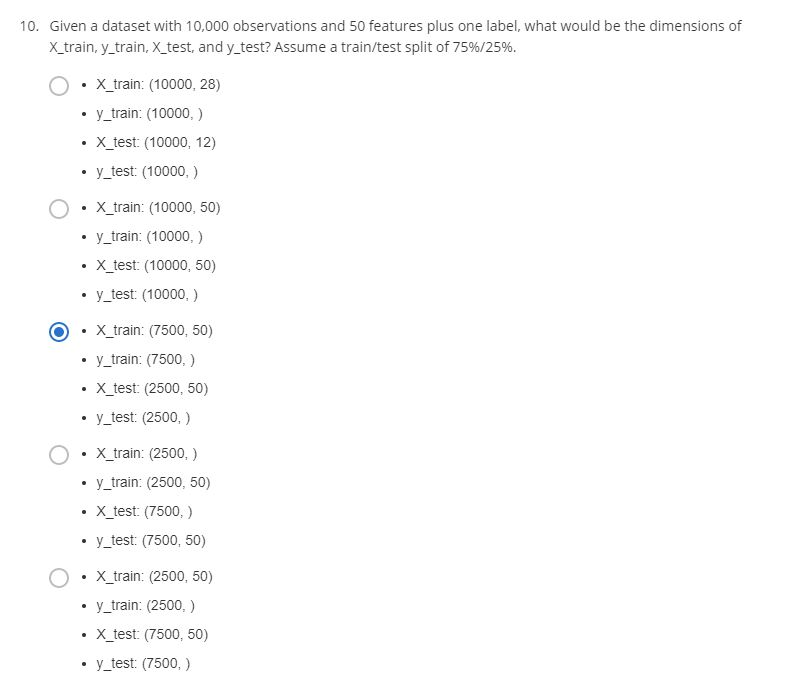 10. Given a dataset with 10,000 observations and 50 features plus one label, what would be the dimensions of
X_train, y_train, X_test, and y_test? Assume a train/test split of 75%/25%.
• X_train: (10000, 28)
• y_train: (10000, )
• X_test: (10000, 12)
• y_test: (10000, )
• X_train: (10000, 50)
• y_train: (10000, )
• X_test: (10000, 50)
• y_test: (10000, )
• X_train: (7500, 50)
• y_train: (7500, )
• X_test: (2500, 50)
• y_test: (2500, )
• X_train: (2500, )
• y_train: (2500, 50)
• X_test: (7500, )
• y_test: (7500, 50)
• X_train: (2500, 50)
• y_train: (2500, )
• X_test: (7500, 50)
• y_test: (7500, )